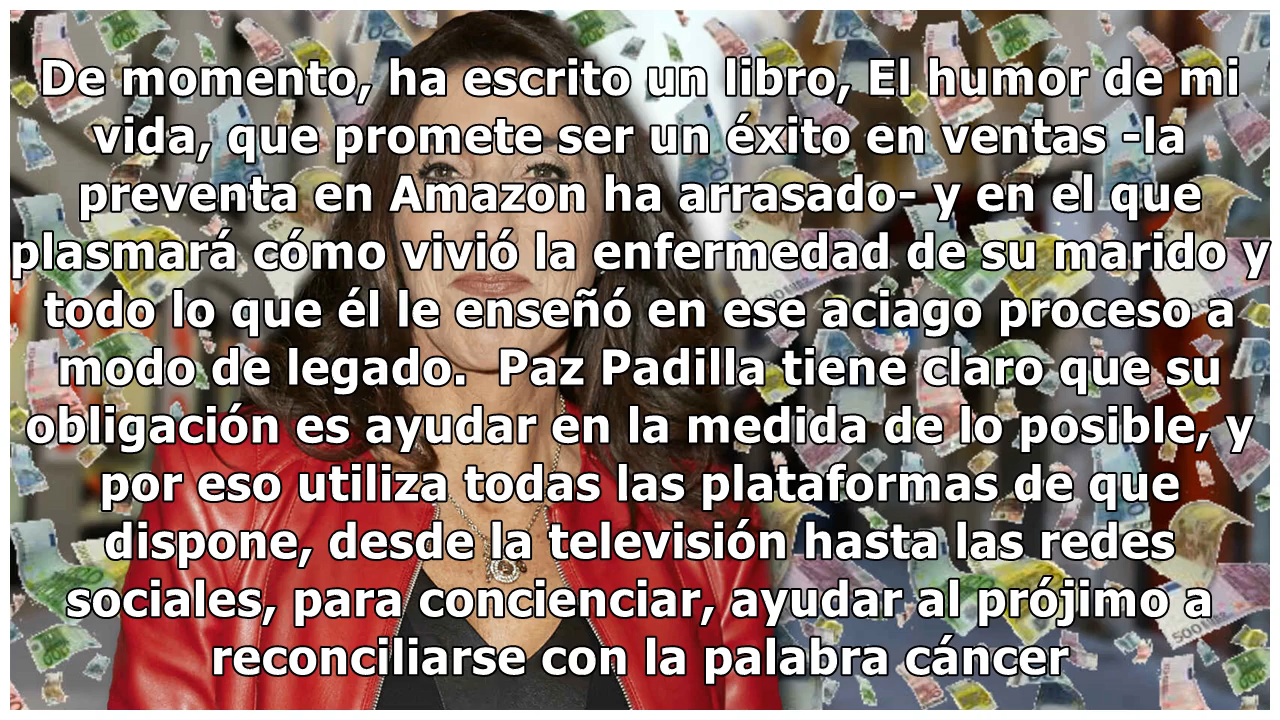 De momento, ha escrito un libro, El humor de mi
vida, que promete ser un éxito en ventas -la
preventa en Amazon ha arrasado- y en el que
plasmará cómo vivió la enfermedad de su marido y
todo lo que él le enseñó en ese aciago proceso a
modo de legado.  Paz Padilla tiene claro que su
obligación es ayudar en la medida de lo posible, y
por eso utiliza todas las plataformas de que
dispone, desde la televisión hasta las redes
sociales, para concienciar, ayudar al prójimo a
reconciliarse con la palabra cáncer